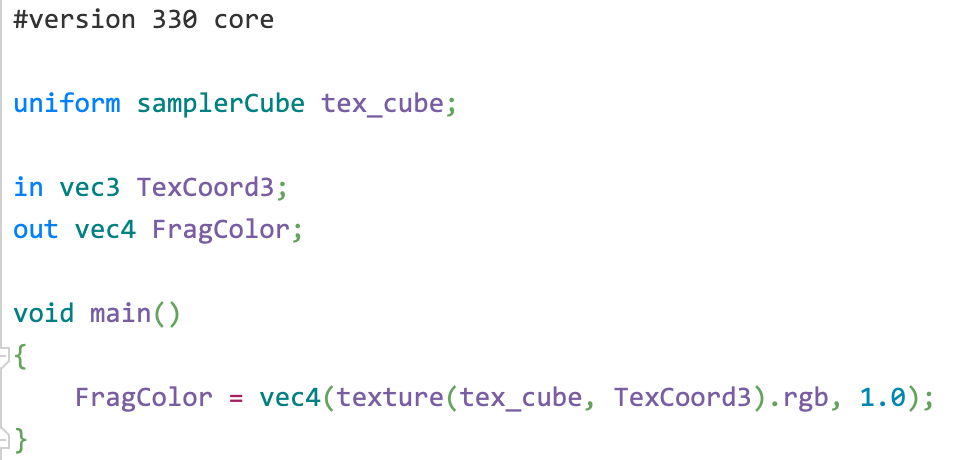 #version 330 core
uniform samplerCube tex_cube;
in vec3 TexCoord3;
out vec4 FragColor;
void main()
{
    FragColor = vec4(texture(tex_cube, TexCoord3).rgb, 1.0);
}